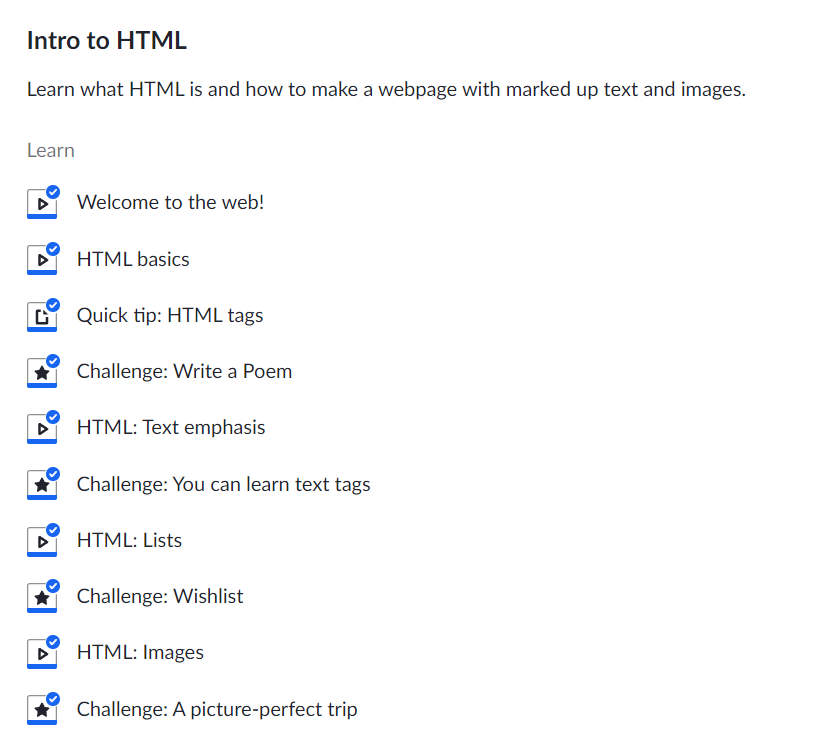 Intro to HTML
Learn what HTML is and how to make a webpage with marked up text and images.
Learn
Welcome to the web!
HTML basics
Quick tip: HTML tags
Challenge: Write a Poem
HTML: Text emphasis
Challenge: You can learn text tags
HTML: Lists
Challenge: Wishlist
HTML: Images
Challenge: A picture-perfect trip